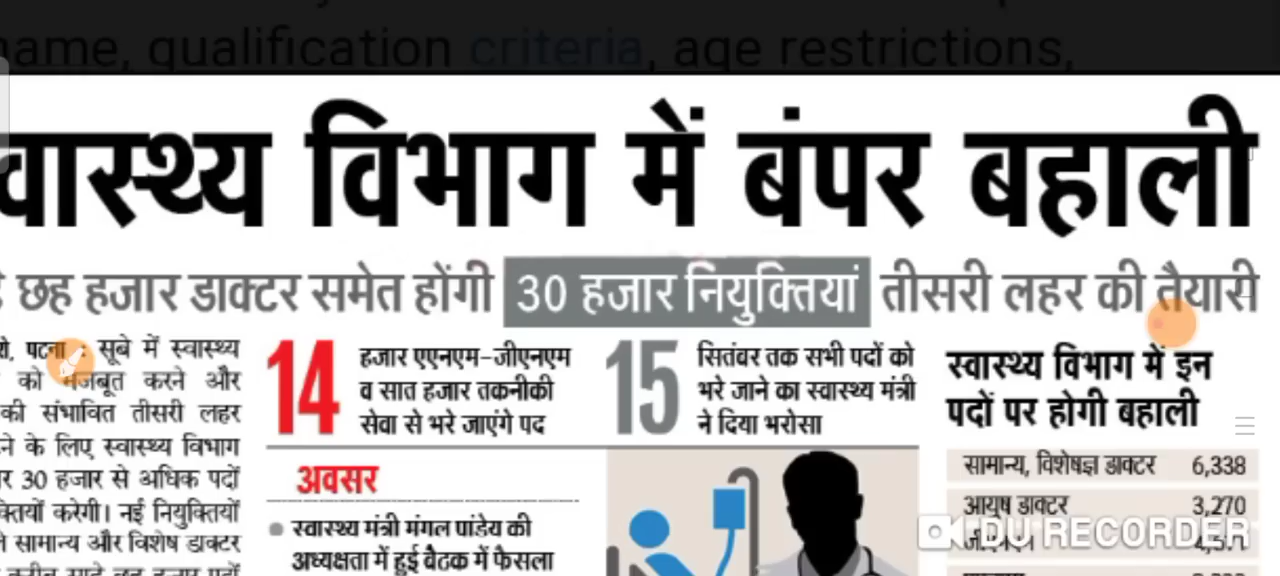 name, qualification criteria, age restrictions,
स्वास्थ्य विभाग में बंपर बहाली
छह हजार डाक्टर समेत होंगी 30 हजार नियुक्तियां तीसरी लहर की तैयारी
पटना : सूबे में स्वास्थ्य
को मजबूत करने और
की संभावित तीसरी लहर
के लिए स्वास्थ्य विभाग
30 हजार से अधिक पदों
करेगी। नई नियुक्तियों
सामान्य और विशेष डाक्टर
14 हजार एएनएम-जीएनएम
व सात हजार तकनीकी
सेवा से भरे जाएंगे पद
15 सितंबर तक सभी पदों को
भरे जाने का स्वास्थ्य मंत्री
ने दिया भरोसा
अवसर
स्वास्थ्य मंत्री मंगल पांडेय की
अध्यक्षता में हुई बैठक में फैसला
स्वास्थ्य विभाग में इन
पदों पर होगी बहाली
सामान्य, विशेषज्ञ डाक्टर 6,338
आयुष डाक्टर 3,270
DU RECORDER